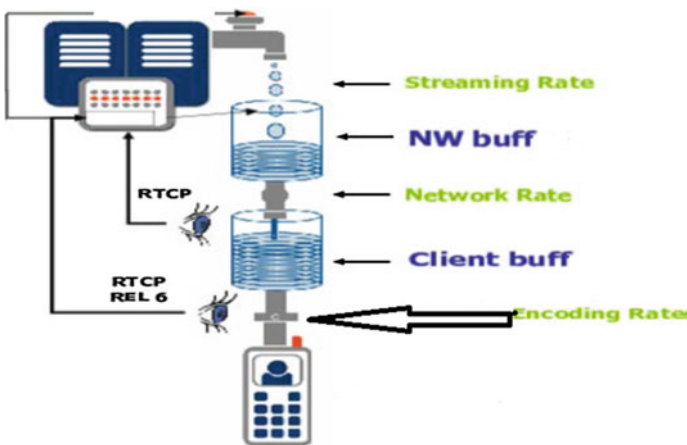 Streaming Rate
NW buff
RTCP
Network Rate
Client buff
RTCP
REL 6
Encoding Rate